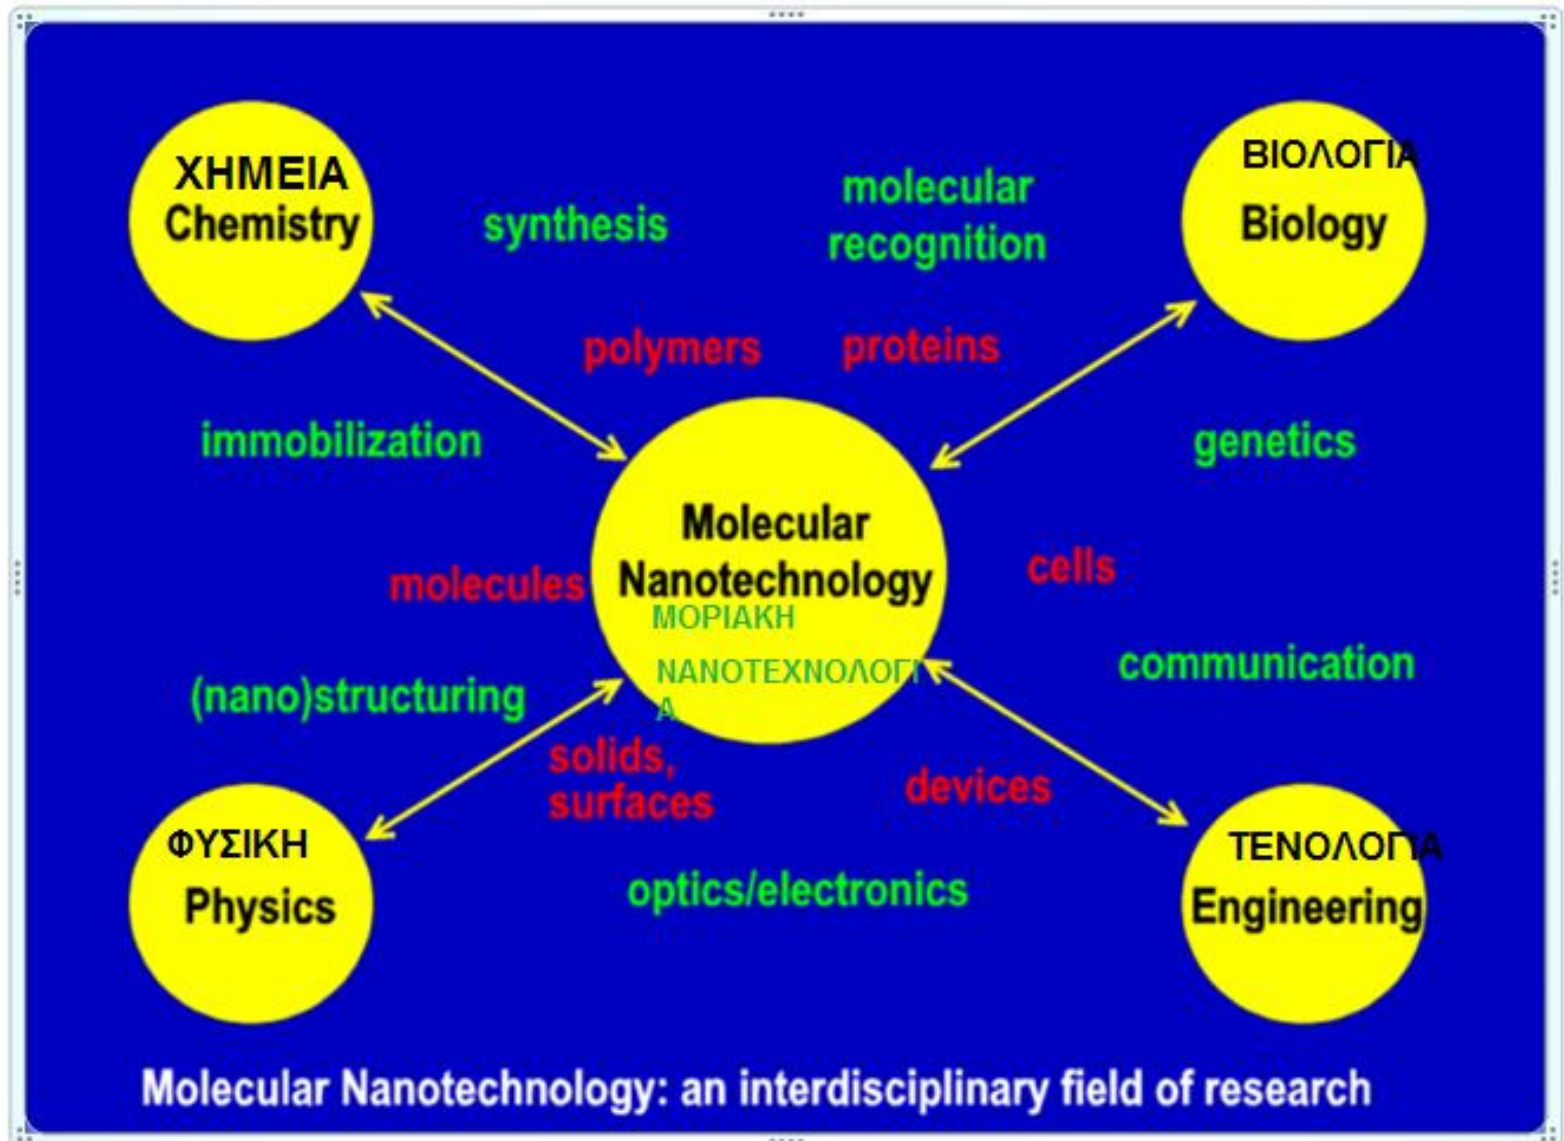 ΧΗΜΕΙΑ
Chemistry
synthesis
molecular
recognition
ΒΙΟΛΟΓΙΑ
Biology
polymers
proteins
immobilization
genetics
Molecular
Nanotechnology
ΜΟΡΙΑΚΗ
ΝΑΝΟΤΕΧΝΟΛΟΓΙ
Α
molecules
cells
(nano)structuring
communication
solids,
surfaces
devices
ΦΥΣΙΚΗ
Physics
optics/electronics
ΤΕΝΟΛΟΓΙΑ
Engineering
Molecular Nanotechnology: an interdisciplinary field of research